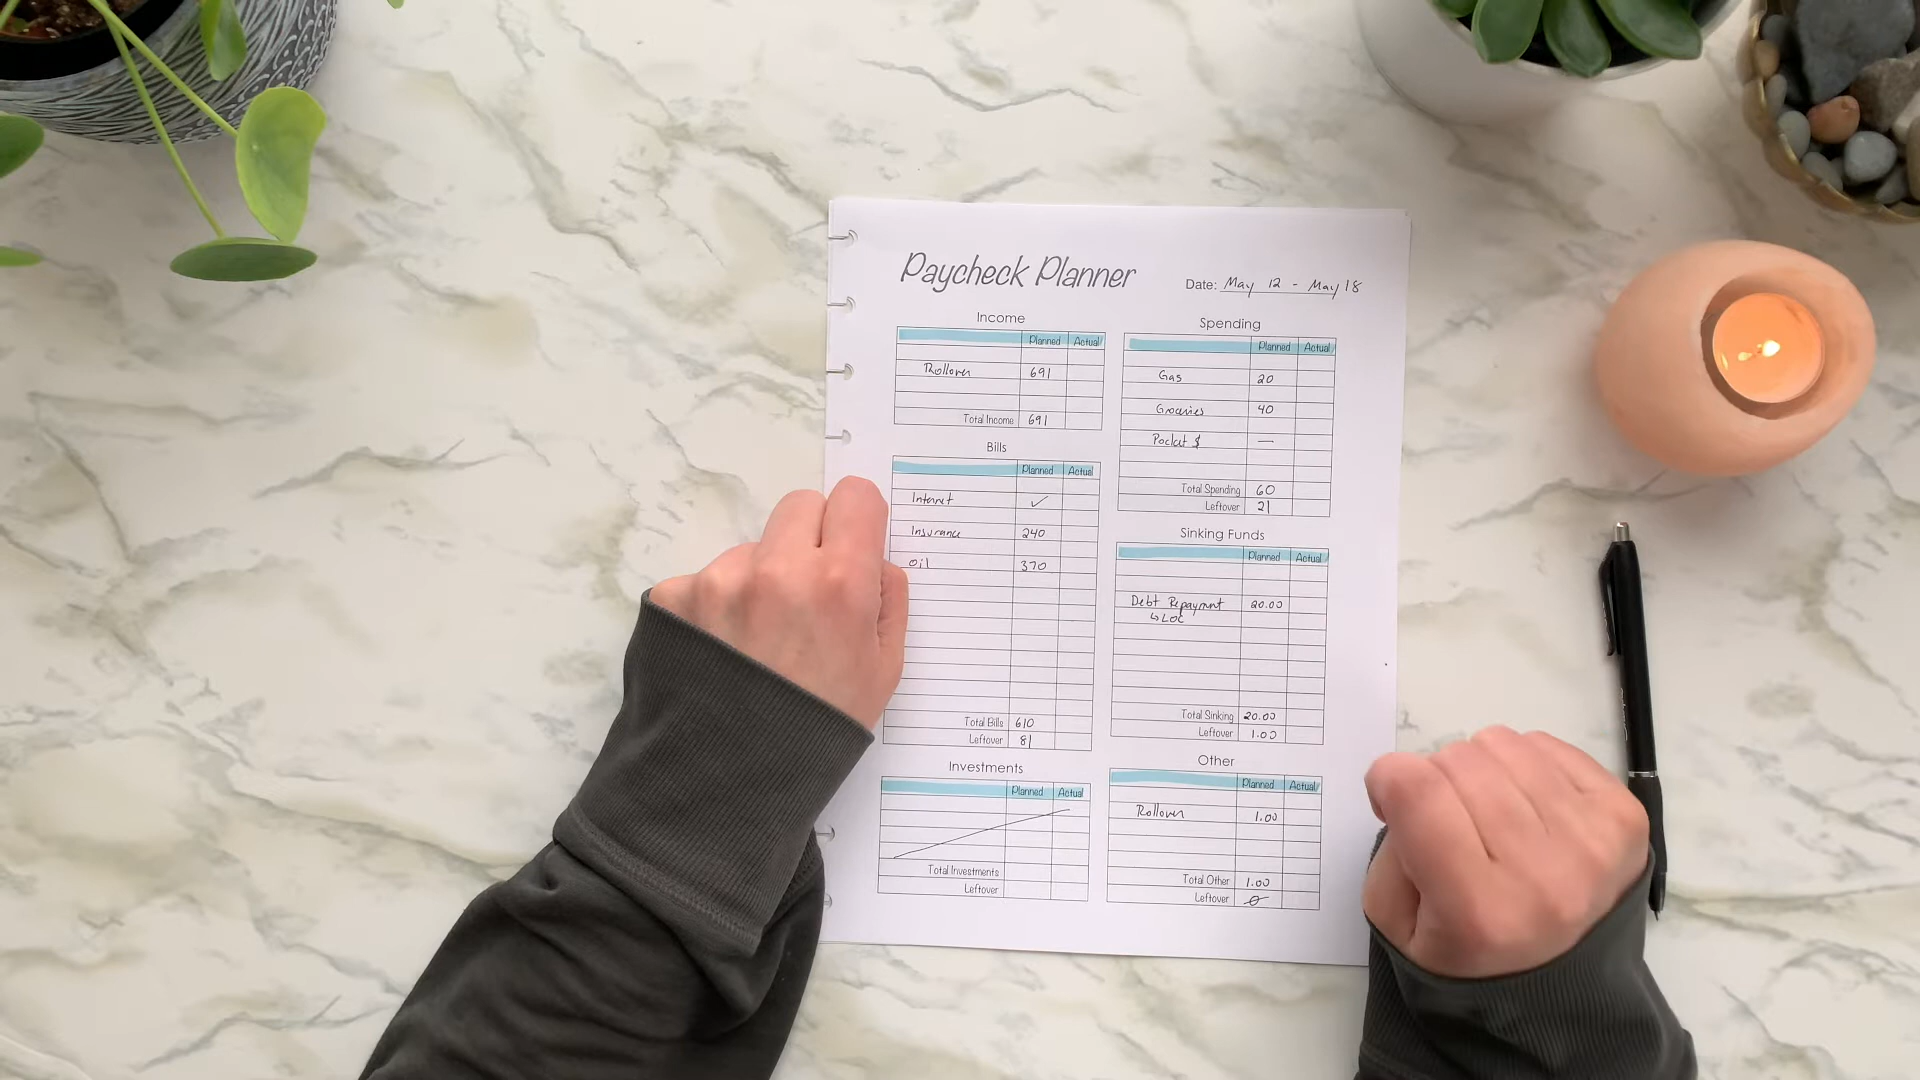 Paycheck Planner
Date: May 12 - May 18
Income
Planned Actual
Rollover 691
Total Income 691
Bills
Planned Actual
Internet ✓
Insurance 240
Oil 370
Total Bills 610
Leftover 81
Investments
Planned Actual
Total Investments
Leftover
Spending
Planned Actual
Gas 20
Groceries 40
Pocket $ —
Total Spending 60
Leftover 21
Sinking Funds
Planned Actual
Debt Repayment 20.00
↳ LOC
Total Sinking 20.00
Leftover 1.00
Other
Planned Actual
Rollover 1.00
Total Other 1.00
Leftover 0